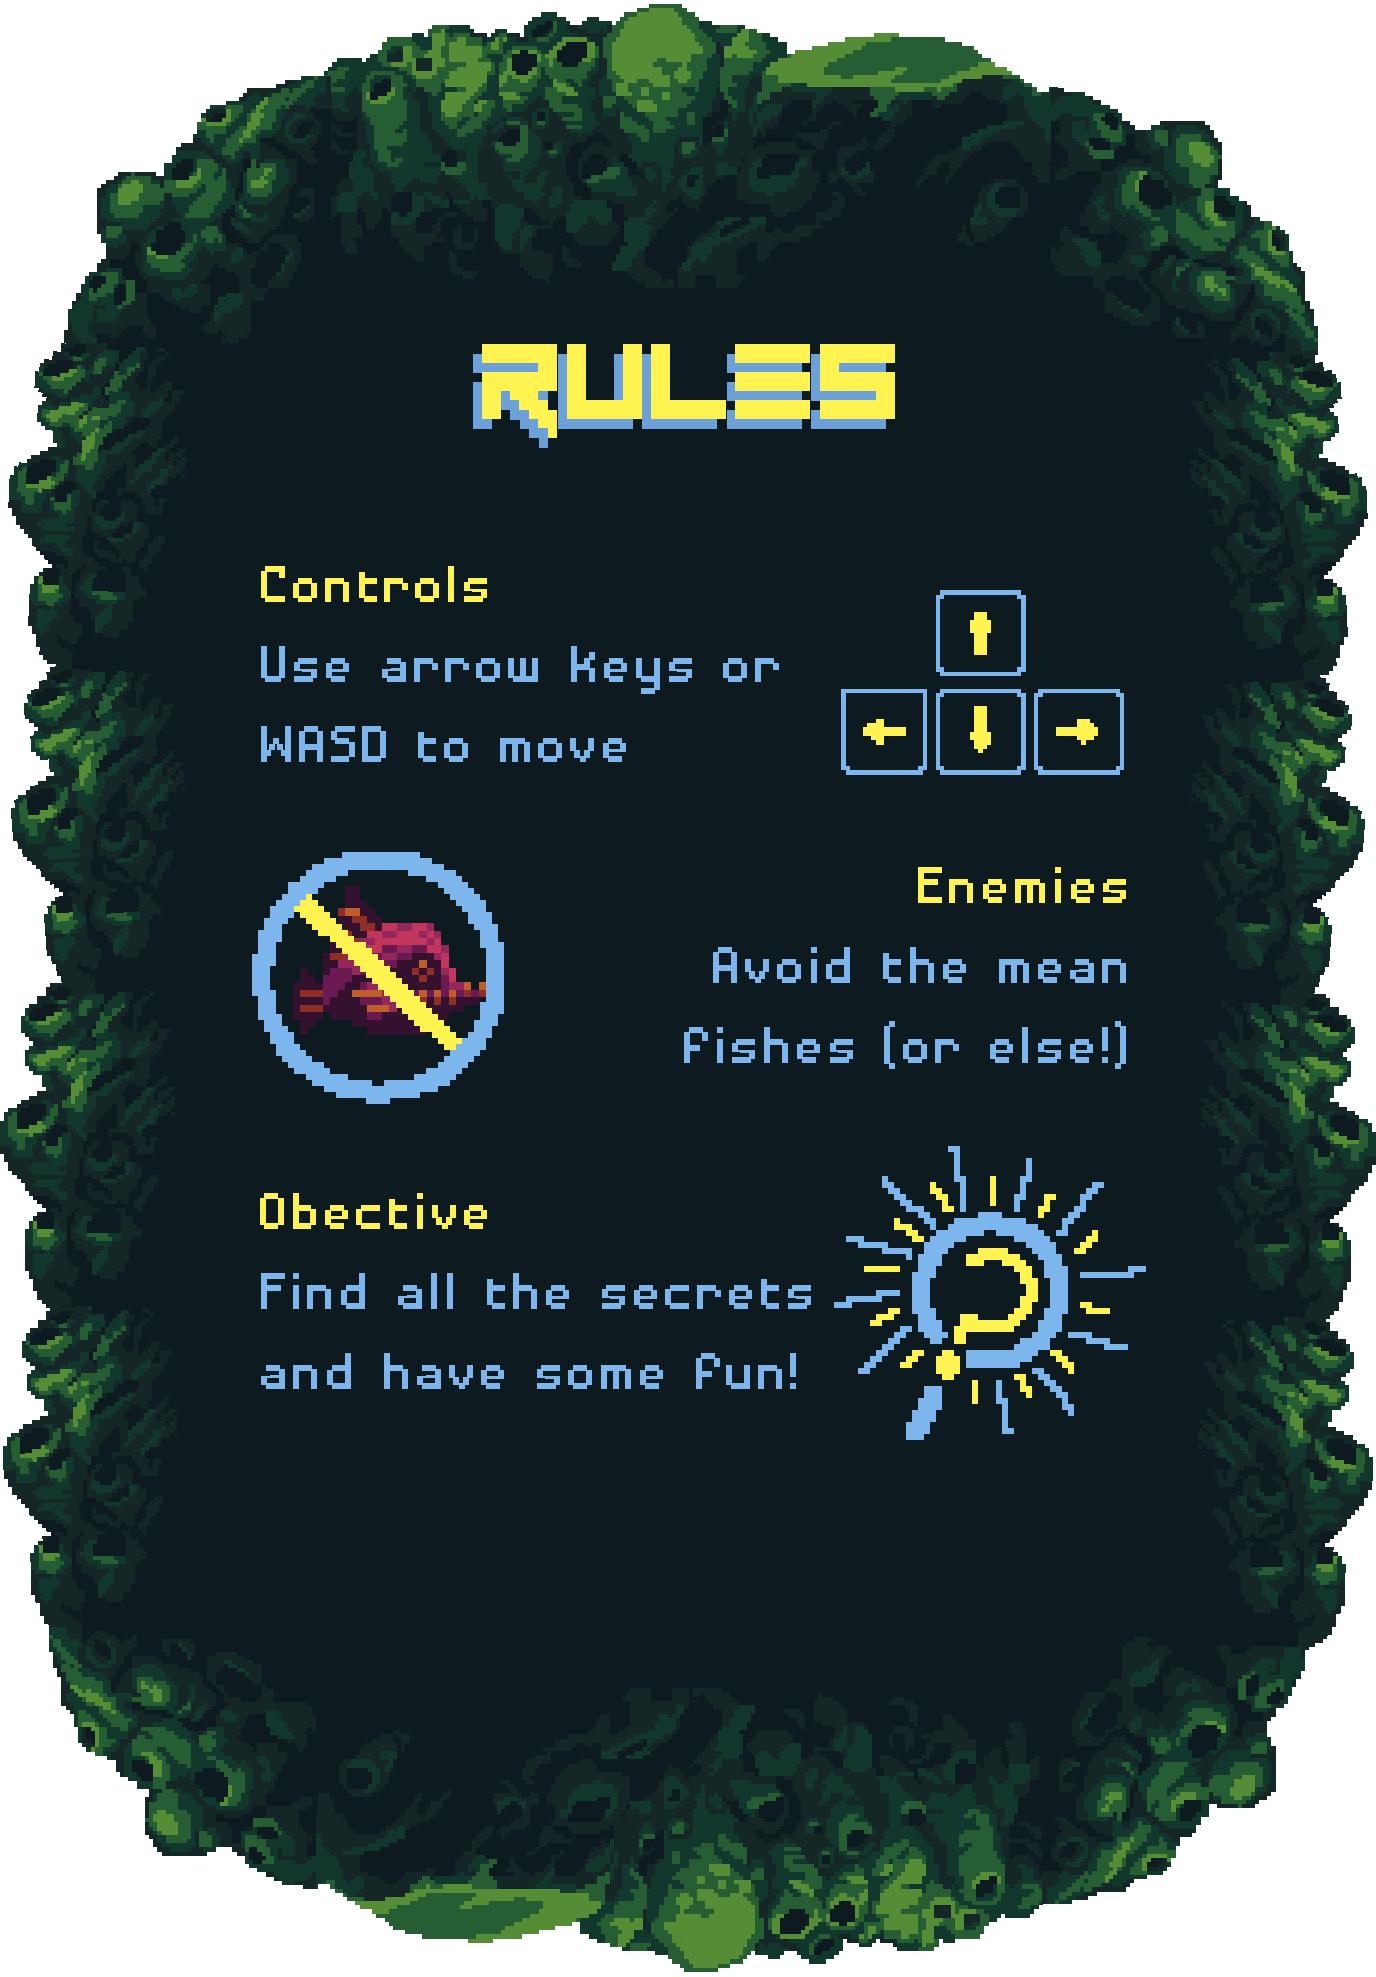 RULES
Controls
Use arrow keys or
WASD to move
Enemies
Avoid the mean
fishes (or else!)
Obective
Find all the secrets
and have some fun!